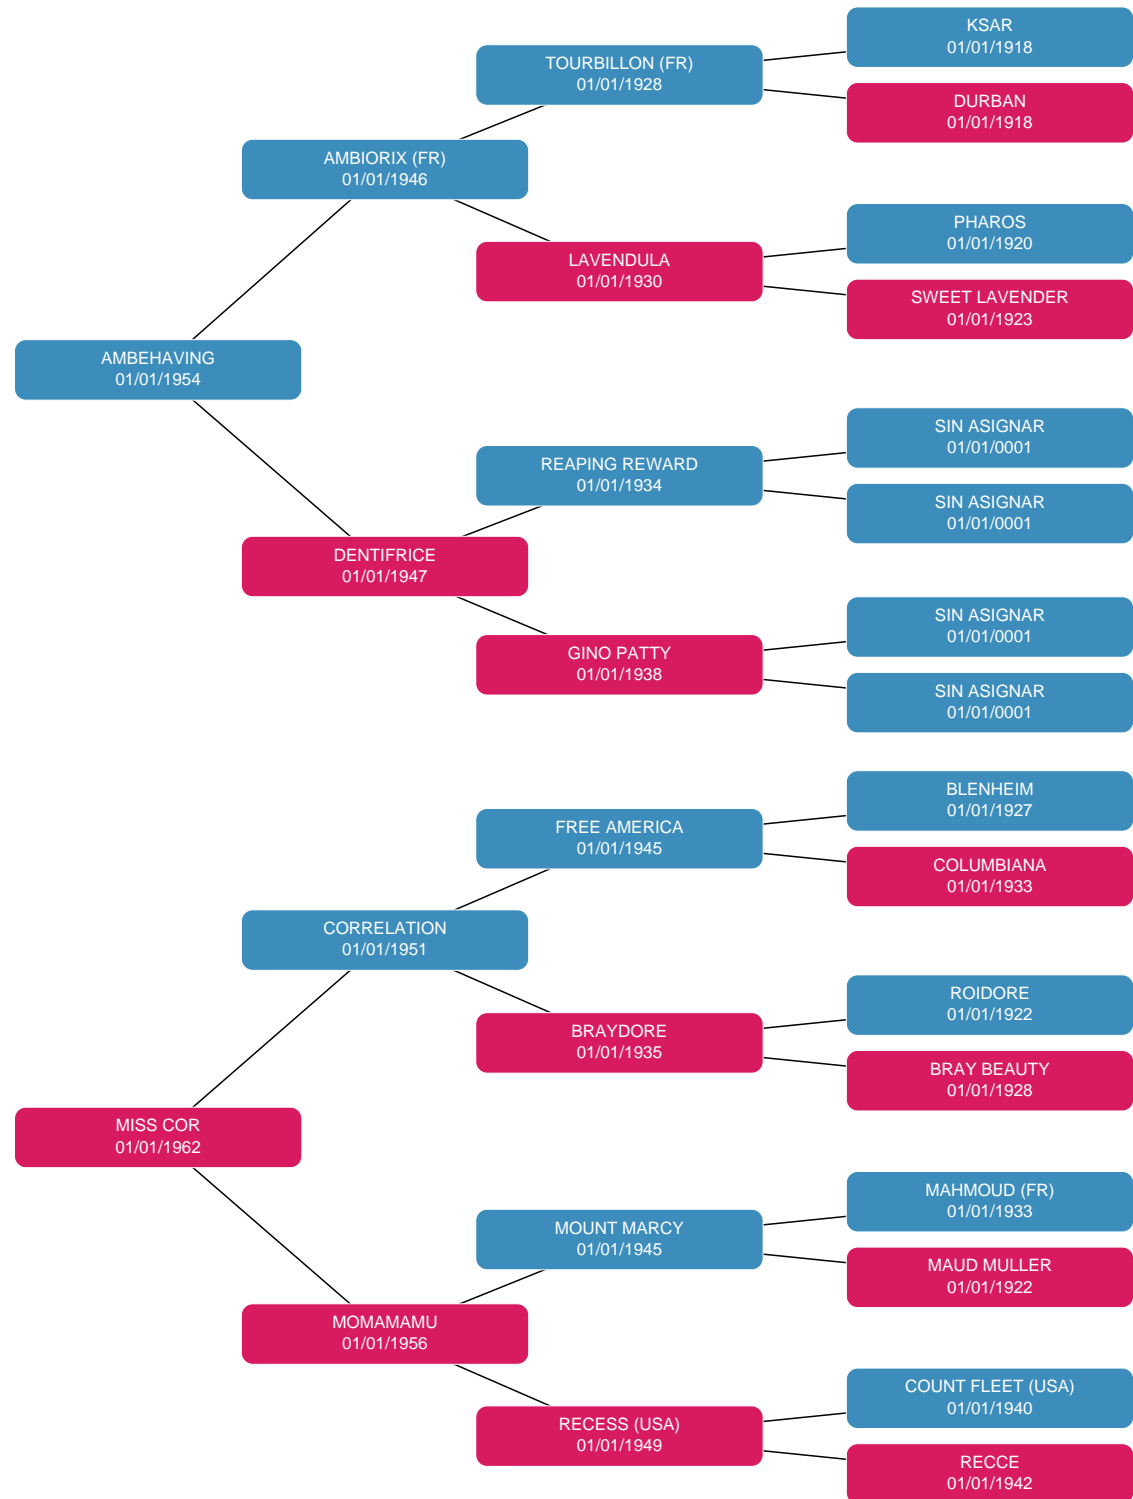 KSAR
01/01/1918
TOURBILLON (FR)
01/01/1928
DURBAN
01/01/1918
AMBIORIX (FR)
01/01/1946
PHAROS
01/01/1920
LAVENDULA
01/01/1930
SWEET LAVENDER
01/01/1923
AMBEHAVING
01/01/1954
SIN ASIGNAR
01/01/0001
REAPING REWARD
01/01/1934
SIN ASIGNAR
01/01/0001
DENTIFRICE
01/01/1947
SIN ASIGNAR
01/01/0001
GINO PATTY
01/01/1938
SIN ASIGNAR
01/01/0001
BLENHEIM
01/01/1927
FREE AMERICA
01/01/1945
COLUMBIANA
01/01/1933
CORRELATION
01/01/1951
ROIDORE
01/01/1922
BRAYDORE
01/01/1935
BRAY BEAUTY
01/01/1928
MISS COR
01/01/1962
MAHMOUD (FR)
01/01/1933
MOUNT MARCY
01/01/1945
MAUD MULLER
01/01/1922
MOMAMAMU
01/01/1956
COUNT FLEET (USA)
01/01/1940
RECESS (USA)
01/01/1949
RECCE
01/01/1942